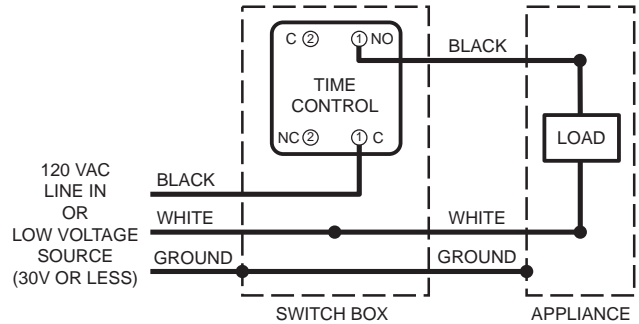 C ② ① NO
BLACK
TIME
CONTROL
NC ② ① C
LOAD
120 VAC
LINE IN
OR
LOW VOLTAGE
SOURCE
(30V OR LESS)
BLACK
WHITE
WHITE
GROUND
GROUND
SWITCH BOX
APPLIANCE